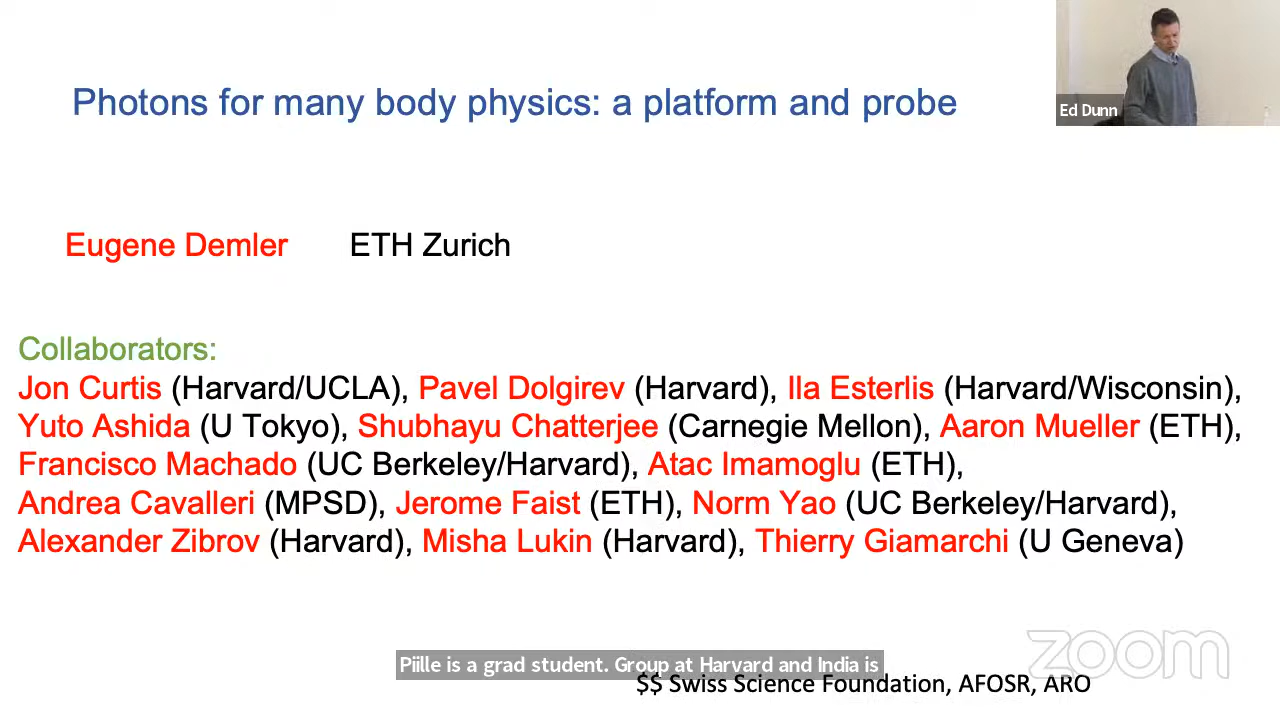 Photons for many body physics: a platform and probe
Ed Dunn
Eugene Demler ETH Zurich
Collaborators:
Jon Curtis (Harvard/UCLA), Pavel Dolgirev (Harvard), Ila Esterlis (Harvard/Wisconsin),
Yuto Ashida (U Tokyo), Shubhayu Chatterjee (Carnegie Mellon), Aaron Mueller (ETH),
Francisco Machado (UC Berkeley/Harvard), Atac Imamoglu (ETH),
Andrea Cavalleri (MPSD), Jerome Faist (ETH), Norm Yao (UC Berkeley/Harvard),
Alexander Zibrov (Harvard), Misha Lukin (Harvard), Thierry Giamarchi (U Geneva)
zoom
Piille is a grad student. Group at Harvard and India is
$$ Swiss Science Foundation, AFOSR, ARO